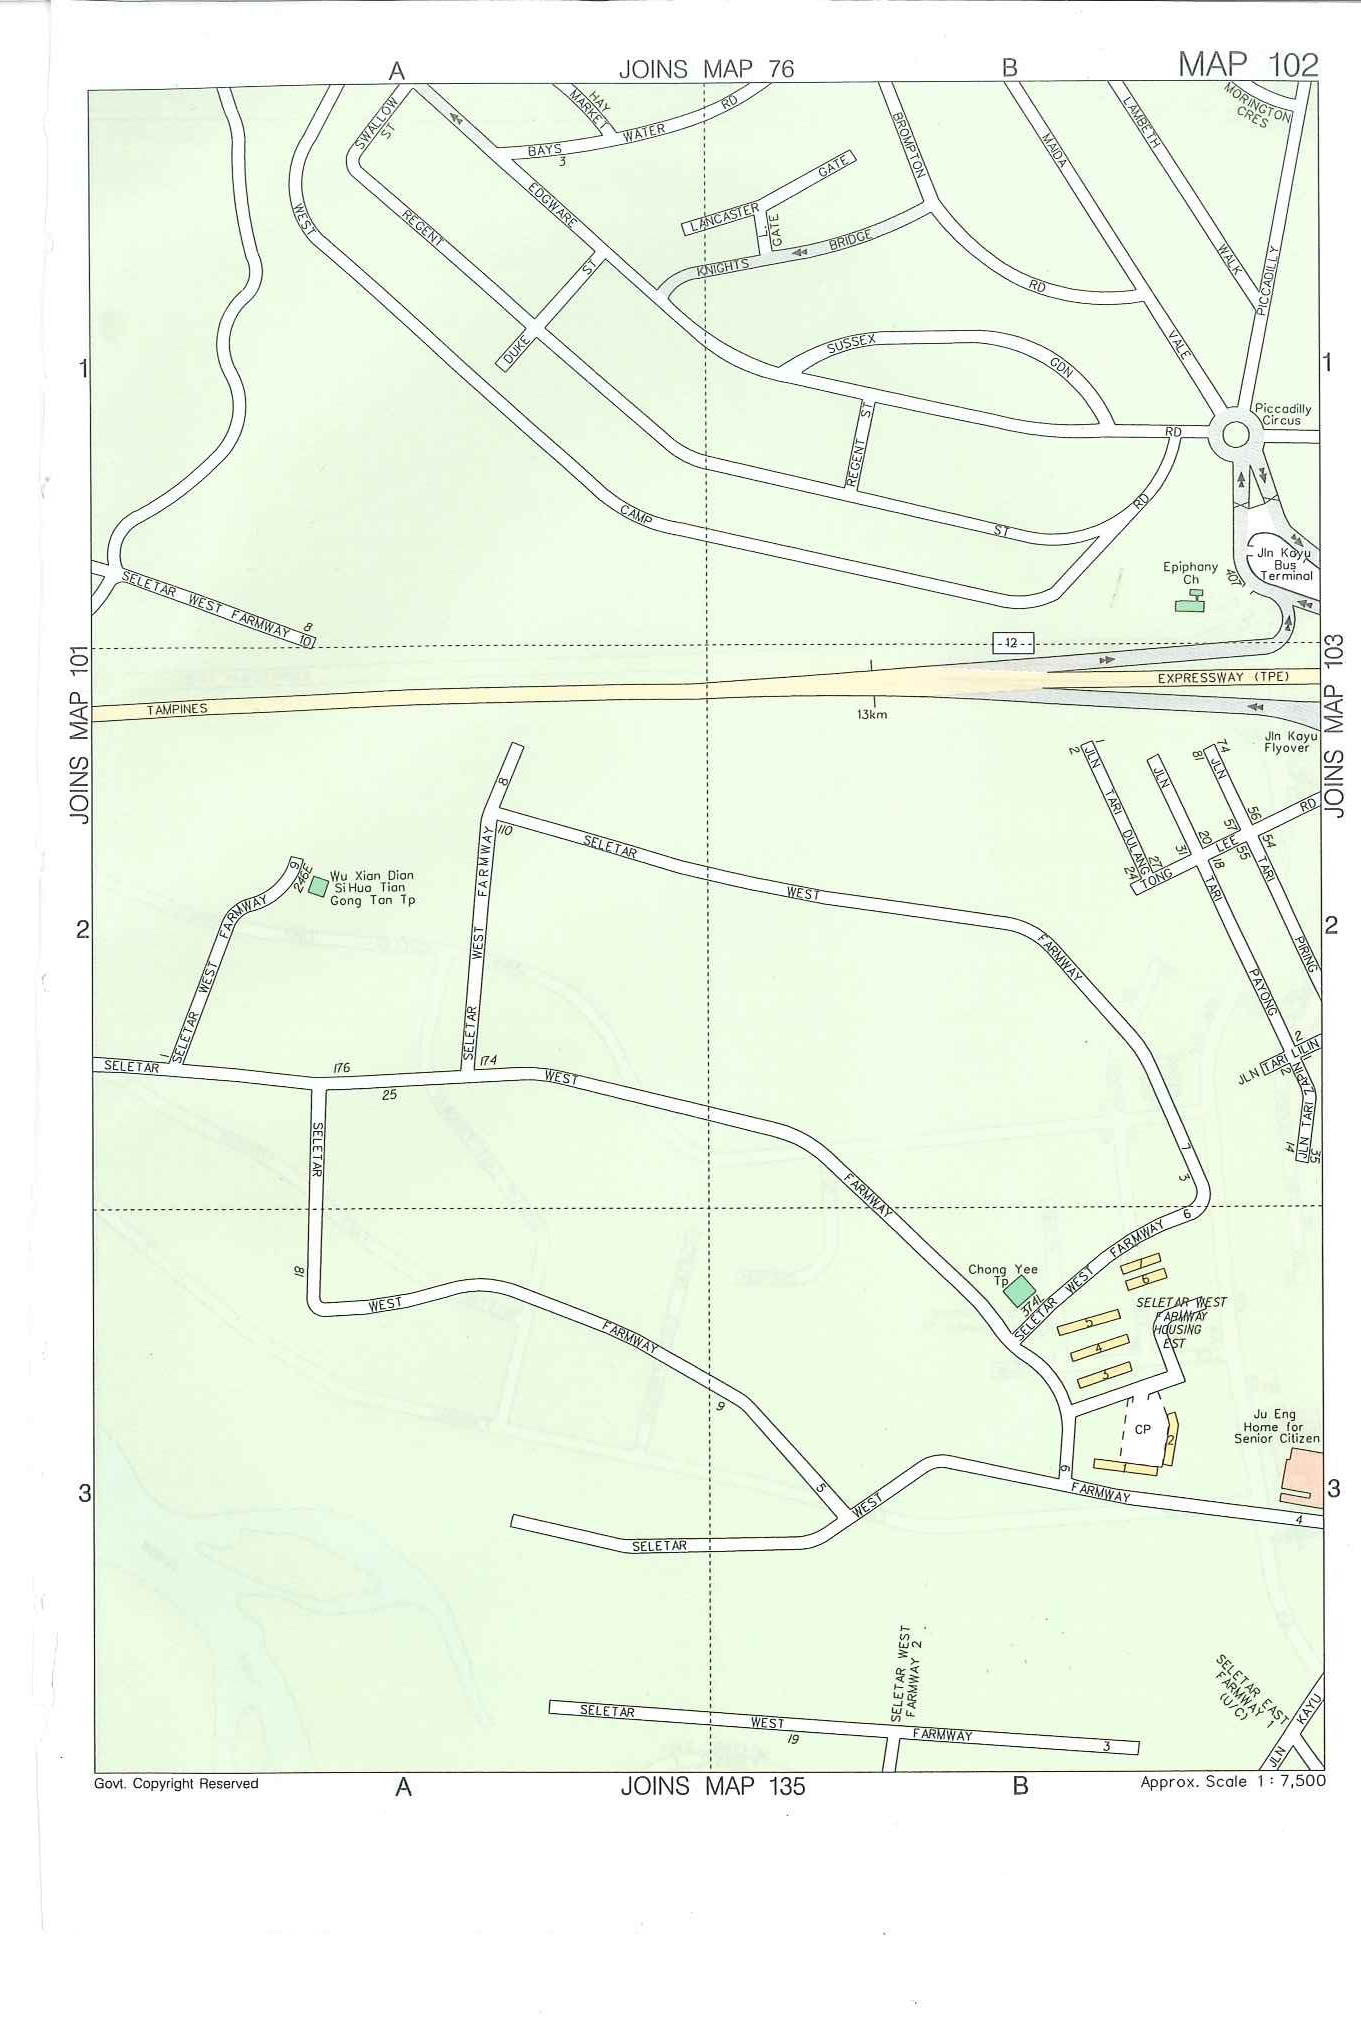 A
JOINS MAP 76
B
MAP 102
SWALLOW
ST
HAY
MARKET
BAYS
WATER
RD
3
BROMPTON
RD
MAIDA
VALE
LAMBETH
WALK
MORINGTON
CRES
PICCADILLY
WEST
CAMP
RD
REGENT
ST
EDGWARE
RD
LANCASTER
GATE
L.
GATE
KNIGHTS
BRIDGE
DUKE
ST
SUSSEX
GDN
REGENT
ST
1
1
Piccadilly
Circus
Jln Kayu
Bus
Terminal
407
Epiphany
Ch
SELETAR WEST FARMWAY 10
8
12
JOINS MAP 101
JOINS MAP 103
TAMPINES
EXPRESSWAY (TPE)
13km
Jln Kayu
Flyover
1
2
JLN
TARI
DULANG
24
27
JLN
TARI
PAYONG
31
20
18
74
81
JLN
TARI
PIRING
56
57
54
55
TONG
LEE
RD
8
110
SELETAR
WEST
FARMWAY
SELETAR
WEST
FARMWAY
7
3
6
9
246E
Wu Xian Dian
Si Hua Tian
Gong Tan Tp
SELETAR
WEST
FARMWAY
1
2
2
JLN TARI LILIN
2
1
2
JLN TARI ZAPIN
14
35
SELETAR
176
25
174
WEST
FARMWAY
6
SELETAR
81
WEST
FARMWAY
9
5
Chong Yee
Tp
374L
SELETAR
WEST
FARMWAY
7
6
5
4
3
SELETAR WEST
FARMWAY
HOUSING
EST
CP
2
1
Ju Eng
Home for
Senior Citizen
3
3
SELETAR
WEST
FARMWAY
4
SELETAR WEST
FARMWAY 2
SELETAR
WEST
19
FARMWAY
3
SELETAR EAST
FARMWAY 1
(U/C)
JLN
KAYU
Govt. Copyright Reserved
A
JOINS MAP 135
B
Approx. Scale 1 : 7,500